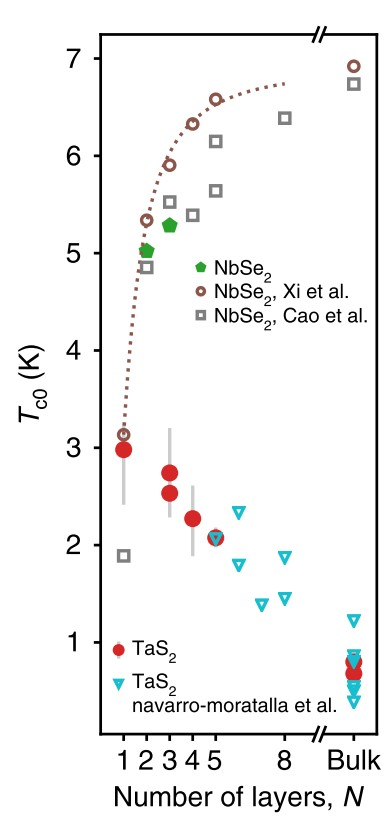 7
6
5
4
3
2
1
T_c0 (K)
NbSe₂
NbSe₂, Xi et al.
NbSe₂, Cao et al.
TaS₂
TaS₂
navarro-moratalla et al.
1 2 3 4 5 8 Bulk
Number of layers, N